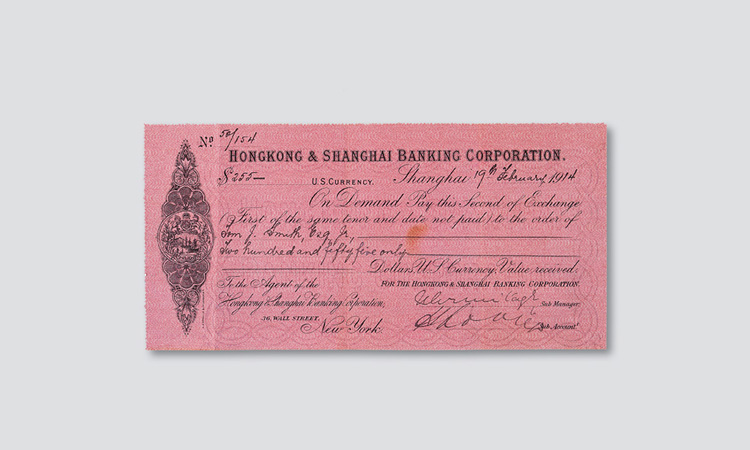 No. 50/154
HONGKONG & SHANGHAI BANKING CORPORATION.
$255— U.S. CURRENCY. Shanghai 19th February 1914
On Demand Pay this Second of Exchange
(First of the same tenor and date not paid) to the order of
Tom J. Smith, Esq Jr,
Two hundred and fifty five only
Dollars, U.S. Currency, Value received.
To the Agent of the FOR THE HONGKONG & SHANGHAI BANKING CORPORATION
Hongkong & Shanghai Banking Corporation,
Sub Manager.
36, WALL STREET.
New York. Sub. Account.